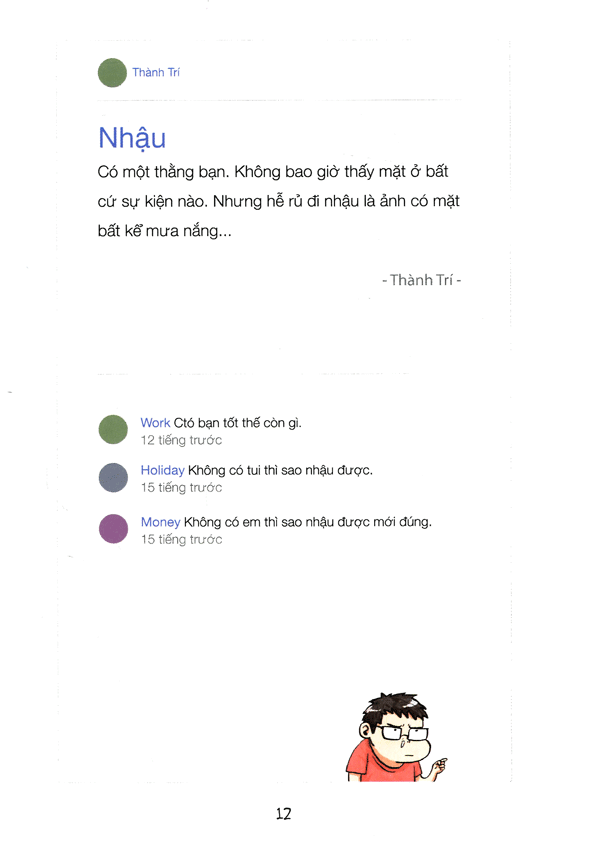 Thành Trí
Nhậu
Có một thằng bạn. Không bao giờ thấy mặt ở bất
cứ sự kiện nào. Nhưng hễ rủ đi nhậu là ảnh có mặt
bất kể mưa nắng...
- Thành Trí -
Work Ctó bạn tốt thế còn gì.
12 tiếng trước
Holiday Không có tui thì sao nhậu được.
15 tiếng trước
Money Không có em thì sao nhậu được mới đúng.
15 tiếng trước
12